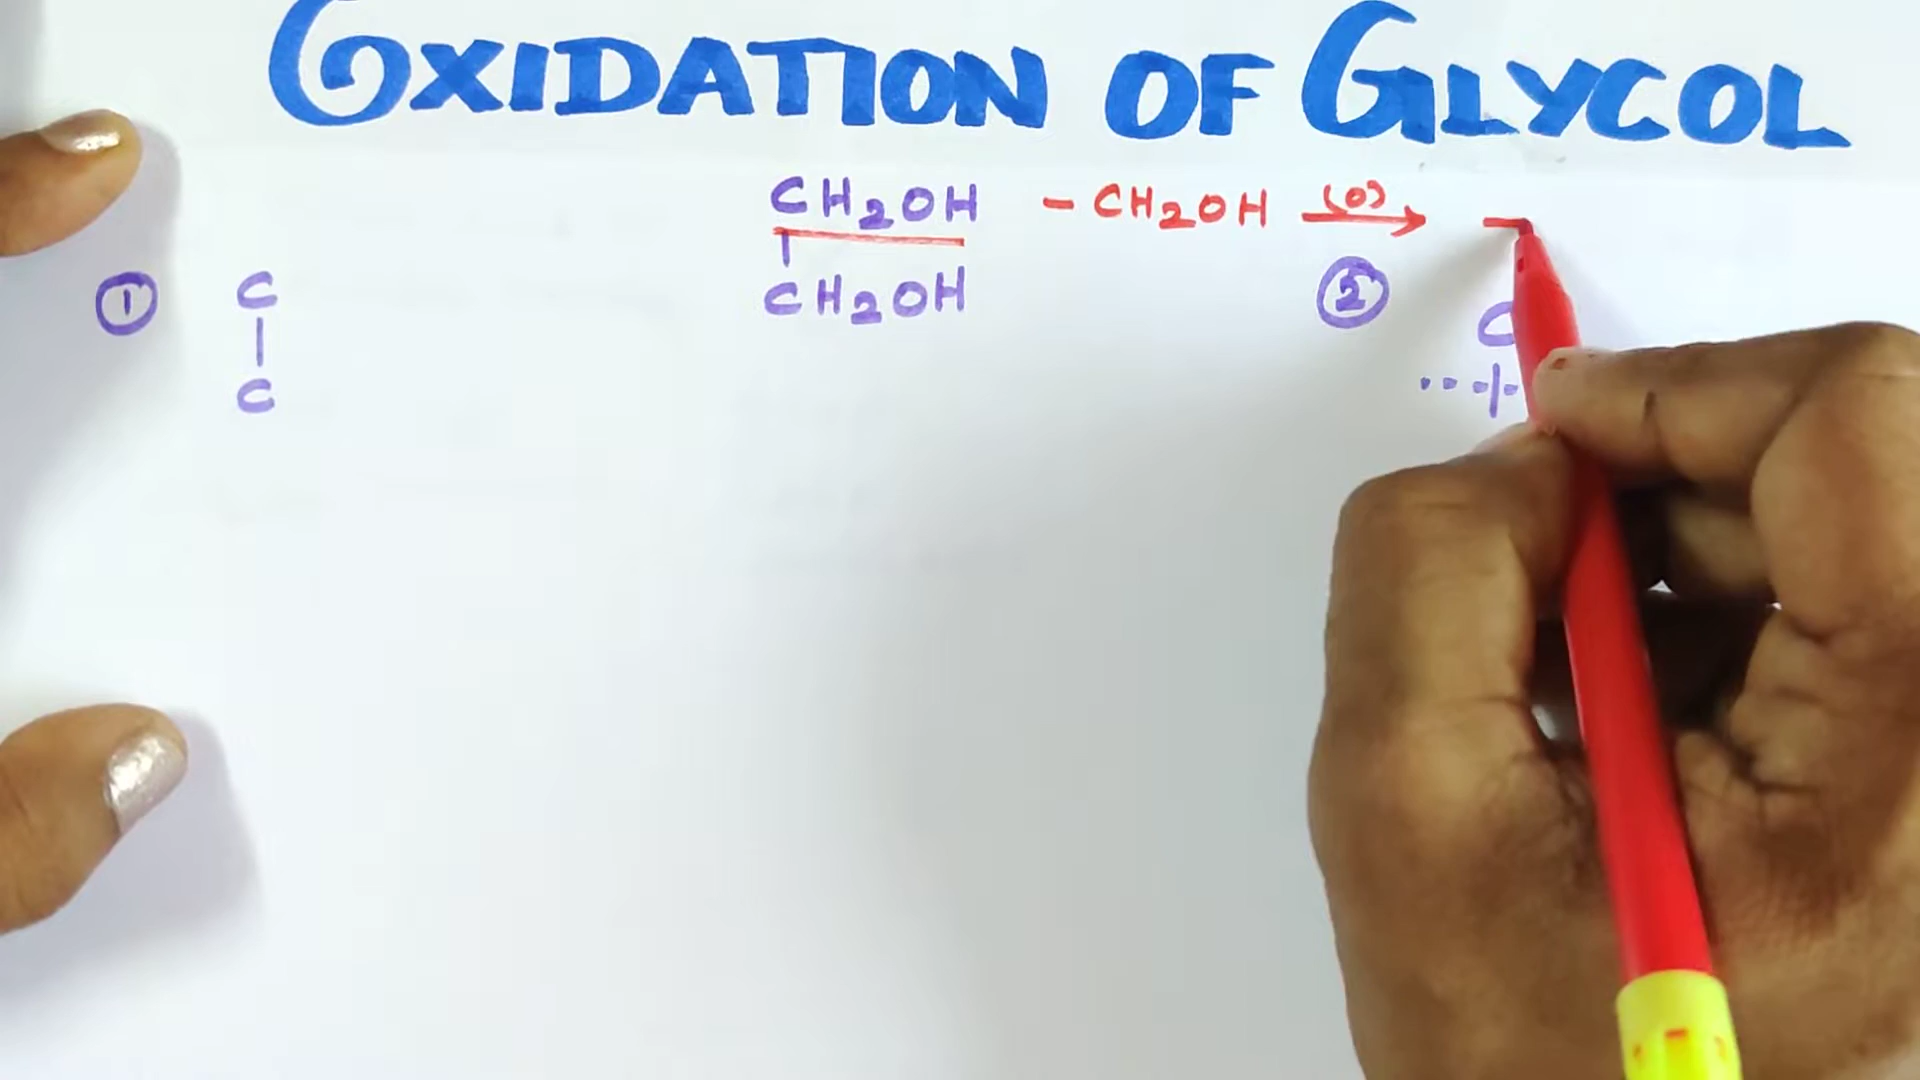 OXIDATION OF GLYCOL
CH2OH - CH2OH (O) → -
|
CH2OH
① C ② C
|
C